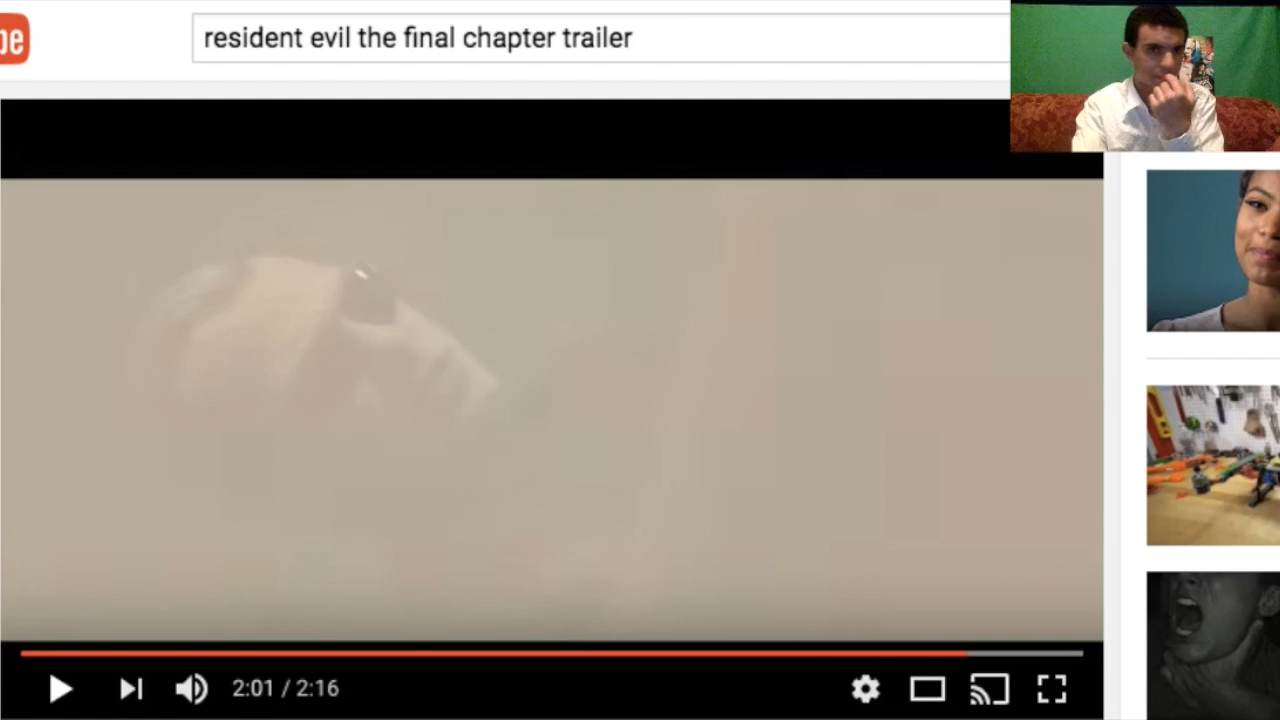 be
resident evil the final chapter trailer
2:01 / 2:16